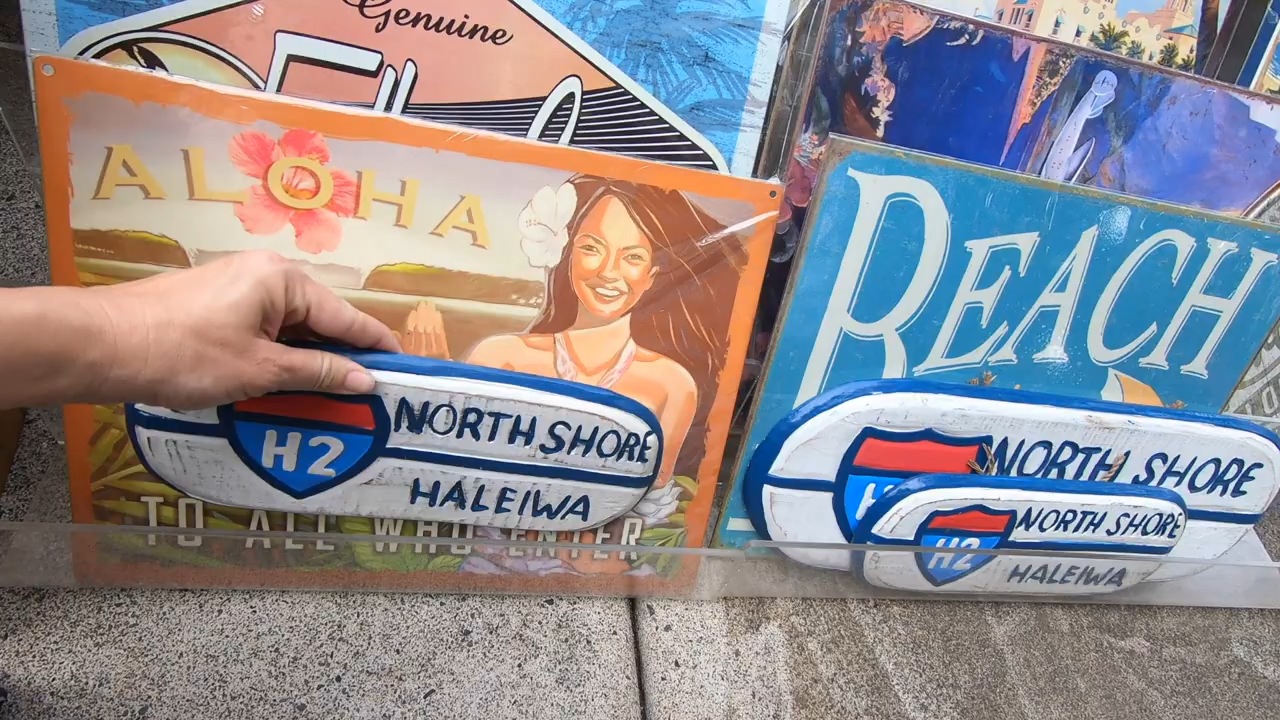 Genuine
ALOHA
TO ALL WHO ENTER
H2
NORTH SHORE
HALEIWA
BEACH
NORTH SHORE
H2
NORTH SHORE
HALEIWA